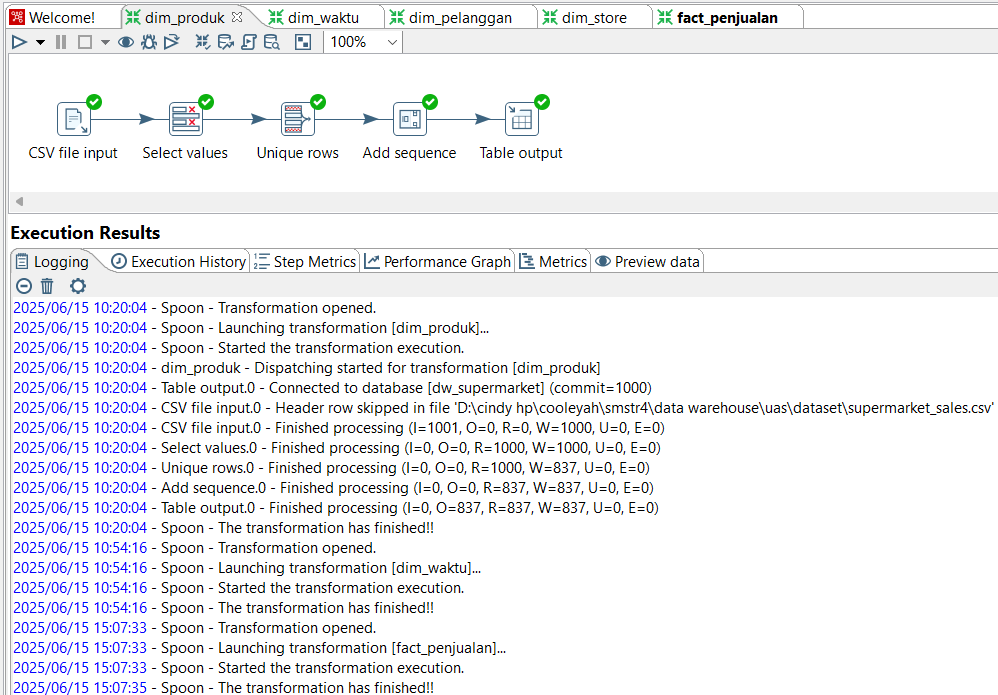 Welcome! dim_produk dim_waktu dim_pelanggan dim_store fact_penjualan
100%
CSV file input Select values Unique rows Add sequence Table output
Execution Results
Logging Execution History Step Metrics Performance Graph Metrics Preview data
2025/06/15 10:20:04 - Spoon - Transformation opened.
2025/06/15 10:20:04 - Spoon - Launching transformation [dim_produk]...
2025/06/15 10:20:04 - Spoon - Started the transformation execution.
2025/06/15 10:20:04 - dim_produk - Dispatching started for transformation [dim_produk]
2025/06/15 10:20:04 - Table output.0 - Connected to database [dw_supermarket] (commit=1000)
2025/06/15 10:20:04 - CSV file input.0 - Header row skipped in file 'D:\cindy hp\cooleyah\smstr4\data warehouse\uas\dataset\supermarket_sales.csv'
2025/06/15 10:20:04 - CSV file input.0 - Finished processing (I=1001, O=0, R=0, W=1000, U=0, E=0)
2025/06/15 10:20:04 - Select values.0 - Finished processing (I=0, O=0, R=1000, W=1000, U=0, E=0)
2025/06/15 10:20:04 - Unique rows.0 - Finished processing (I=0, O=0, R=1000, W=837, U=0, E=0)
2025/06/15 10:20:04 - Add sequence.0 - Finished processing (I=0, O=0, R=837, W=837, U=0, E=0)
2025/06/15 10:20:04 - Table output.0 - Finished processing (I=0, O=837, R=837, W=837, U=0, E=0)
2025/06/15 10:20:04 - Spoon - The transformation has finished!!
2025/06/15 10:54:16 - Spoon - Transformation opened.
2025/06/15 10:54:16 - Spoon - Launching transformation [dim_waktu]...
2025/06/15 10:54:16 - Spoon - Started the transformation execution.
2025/06/15 10:54:16 - Spoon - The transformation has finished!!
2025/06/15 15:07:33 - Spoon - Transformation opened.
2025/06/15 15:07:33 - Spoon - Launching transformation [fact_penjualan]...
2025/06/15 15:07:33 - Spoon - Started the transformation execution.
2025/06/15 15:07:35 - Spoon - The transformation has finished!!